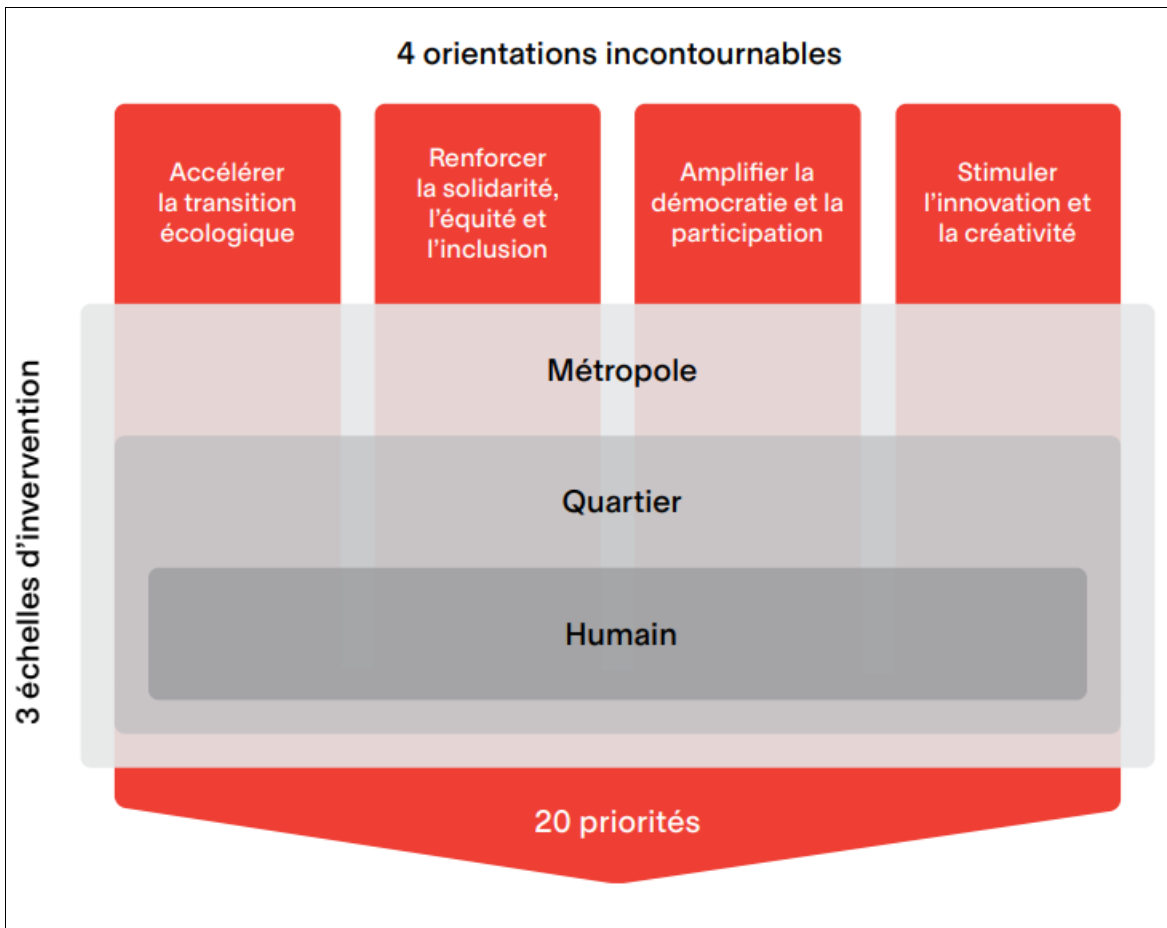 4 orientations incontournables
Accélérer
la transition
écologique
Renforcer
la solidarité,
l'équité et
l'inclusion
Amplifier la
démocratie et la
participation
Stimuler
l'innovation et
la créativité
3 échelles d'invervention
Métropole
Quartier
Humain
20 priorités